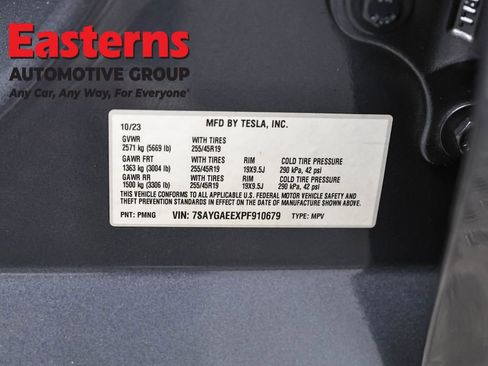 Easterns
AUTOMOTIVE GROUP
Any Car, Any Way, For Everyone®
MFD BY TESLA, INC.
10/23
GVWR WITH TIRES
2571 kg (5669 lb) 255/45R19
GAWR FRT WITH TIRES RIM COLD TIRE PRESSURE
1363 kg (3004 lb) 255/45R19 19X9.5J 290 kPa, 42 psi
GAWR RR WITH TIRES RIM COLD TIRE PRESSURE
1500 kg (3306 lb) 255/45R19 19X9.5J 290 kPa, 42 psi
THIS VEHICLE CONFORMS TO ALL APPLICABLE U.S. FEDERAL MOTOR VEHICLE SAFETY AND
THEFT PREVENTION STANDARDS IN EFFECT ON THE DATE OF MANUFACTURE SHOWN ABOVE.
PNT: PMNG VIN: 7SAYGAEEXPF910679 TYPE: MPV